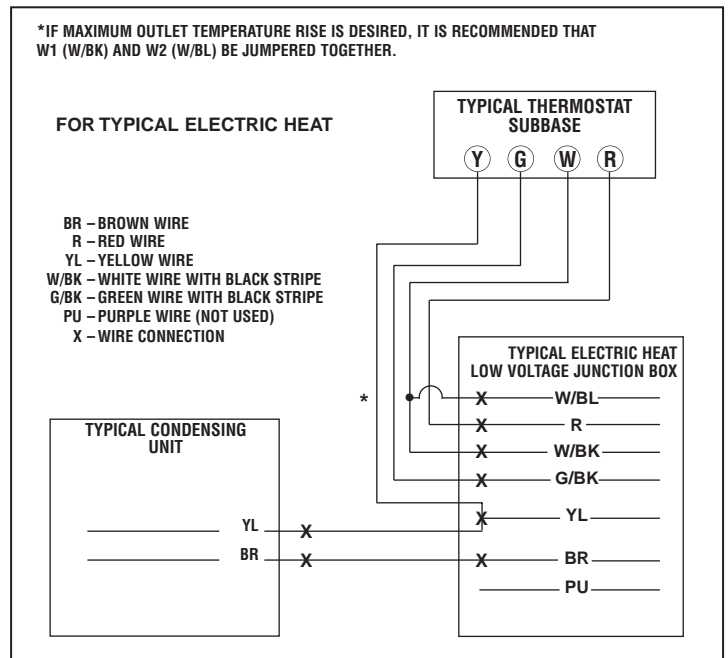 *IF MAXIMUM OUTLET TEMPERATURE RISE IS DESIRED, IT IS RECOMMENDED THAT
W1 (W/BK) AND W2 (W/BL) BE JUMPERED TOGETHER.
FOR TYPICAL ELECTRIC HEAT
TYPICAL THERMOSTAT
SUBBASE
Y G W R
BR – BROWN WIRE
R – RED WIRE
YL – YELLOW WIRE
W/BK – WHITE WIRE WITH BLACK STRIPE
G/BK – GREEN WIRE WITH BLACK STRIPE
PU – PURPLE WIRE (NOT USED)
X – WIRE CONNECTION
TYPICAL ELECTRIC HEAT
LOW VOLTAGE JUNCTION BOX
* X W/BL
X R
X W/BK
X G/BK
X YL
X BR
PU
TYPICAL CONDENSING
UNIT
YL X
BR X